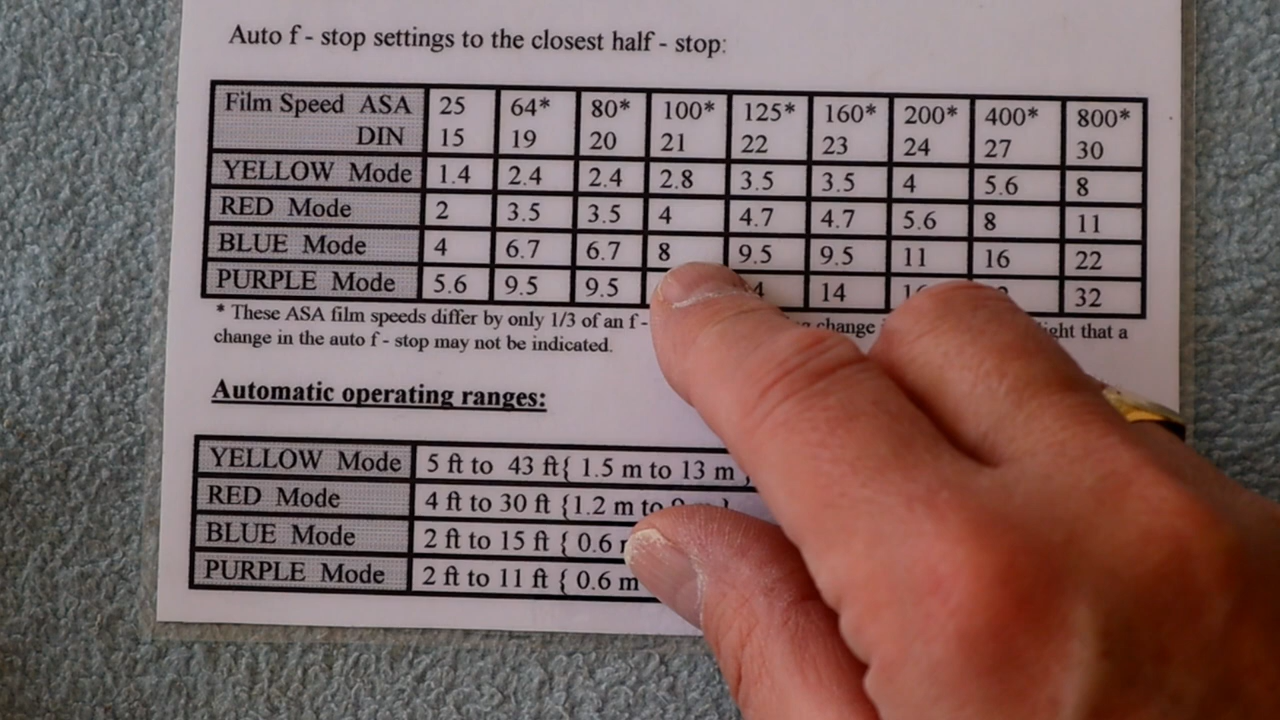 Auto f - stop settings to the closest half - stop:
Film Speed ASA 25 64* 80* 100* 125* 160* 200* 400* 800*
DIN 15 19 20 21 22 23 24 27 30
YELLOW Mode 1.4 2.4 2.4 2.8 3.5 3.5 4 5.6 8
RED Mode 2 3.5 3.5 4 4.7 4.7 5.6 8 11
BLUE Mode 4 6.7 6.7 8 9.5 9.5 11 16 22
PURPLE Mode 5.6 9.5 9.5 14 32
* These ASA film speeds differ by only 1/3 of an f - change that a
change in the auto f - stop may not be indicated.
Automatic operating ranges:
YELLOW Mode 5 ft to 43 ft{ 1.5 m to 13 m
RED Mode 4 ft to 30 ft {1.2 m to
BLUE Mode 2 ft to 15 ft { 0.6
PURPLE Mode 2 ft to 11 ft { 0.6 m